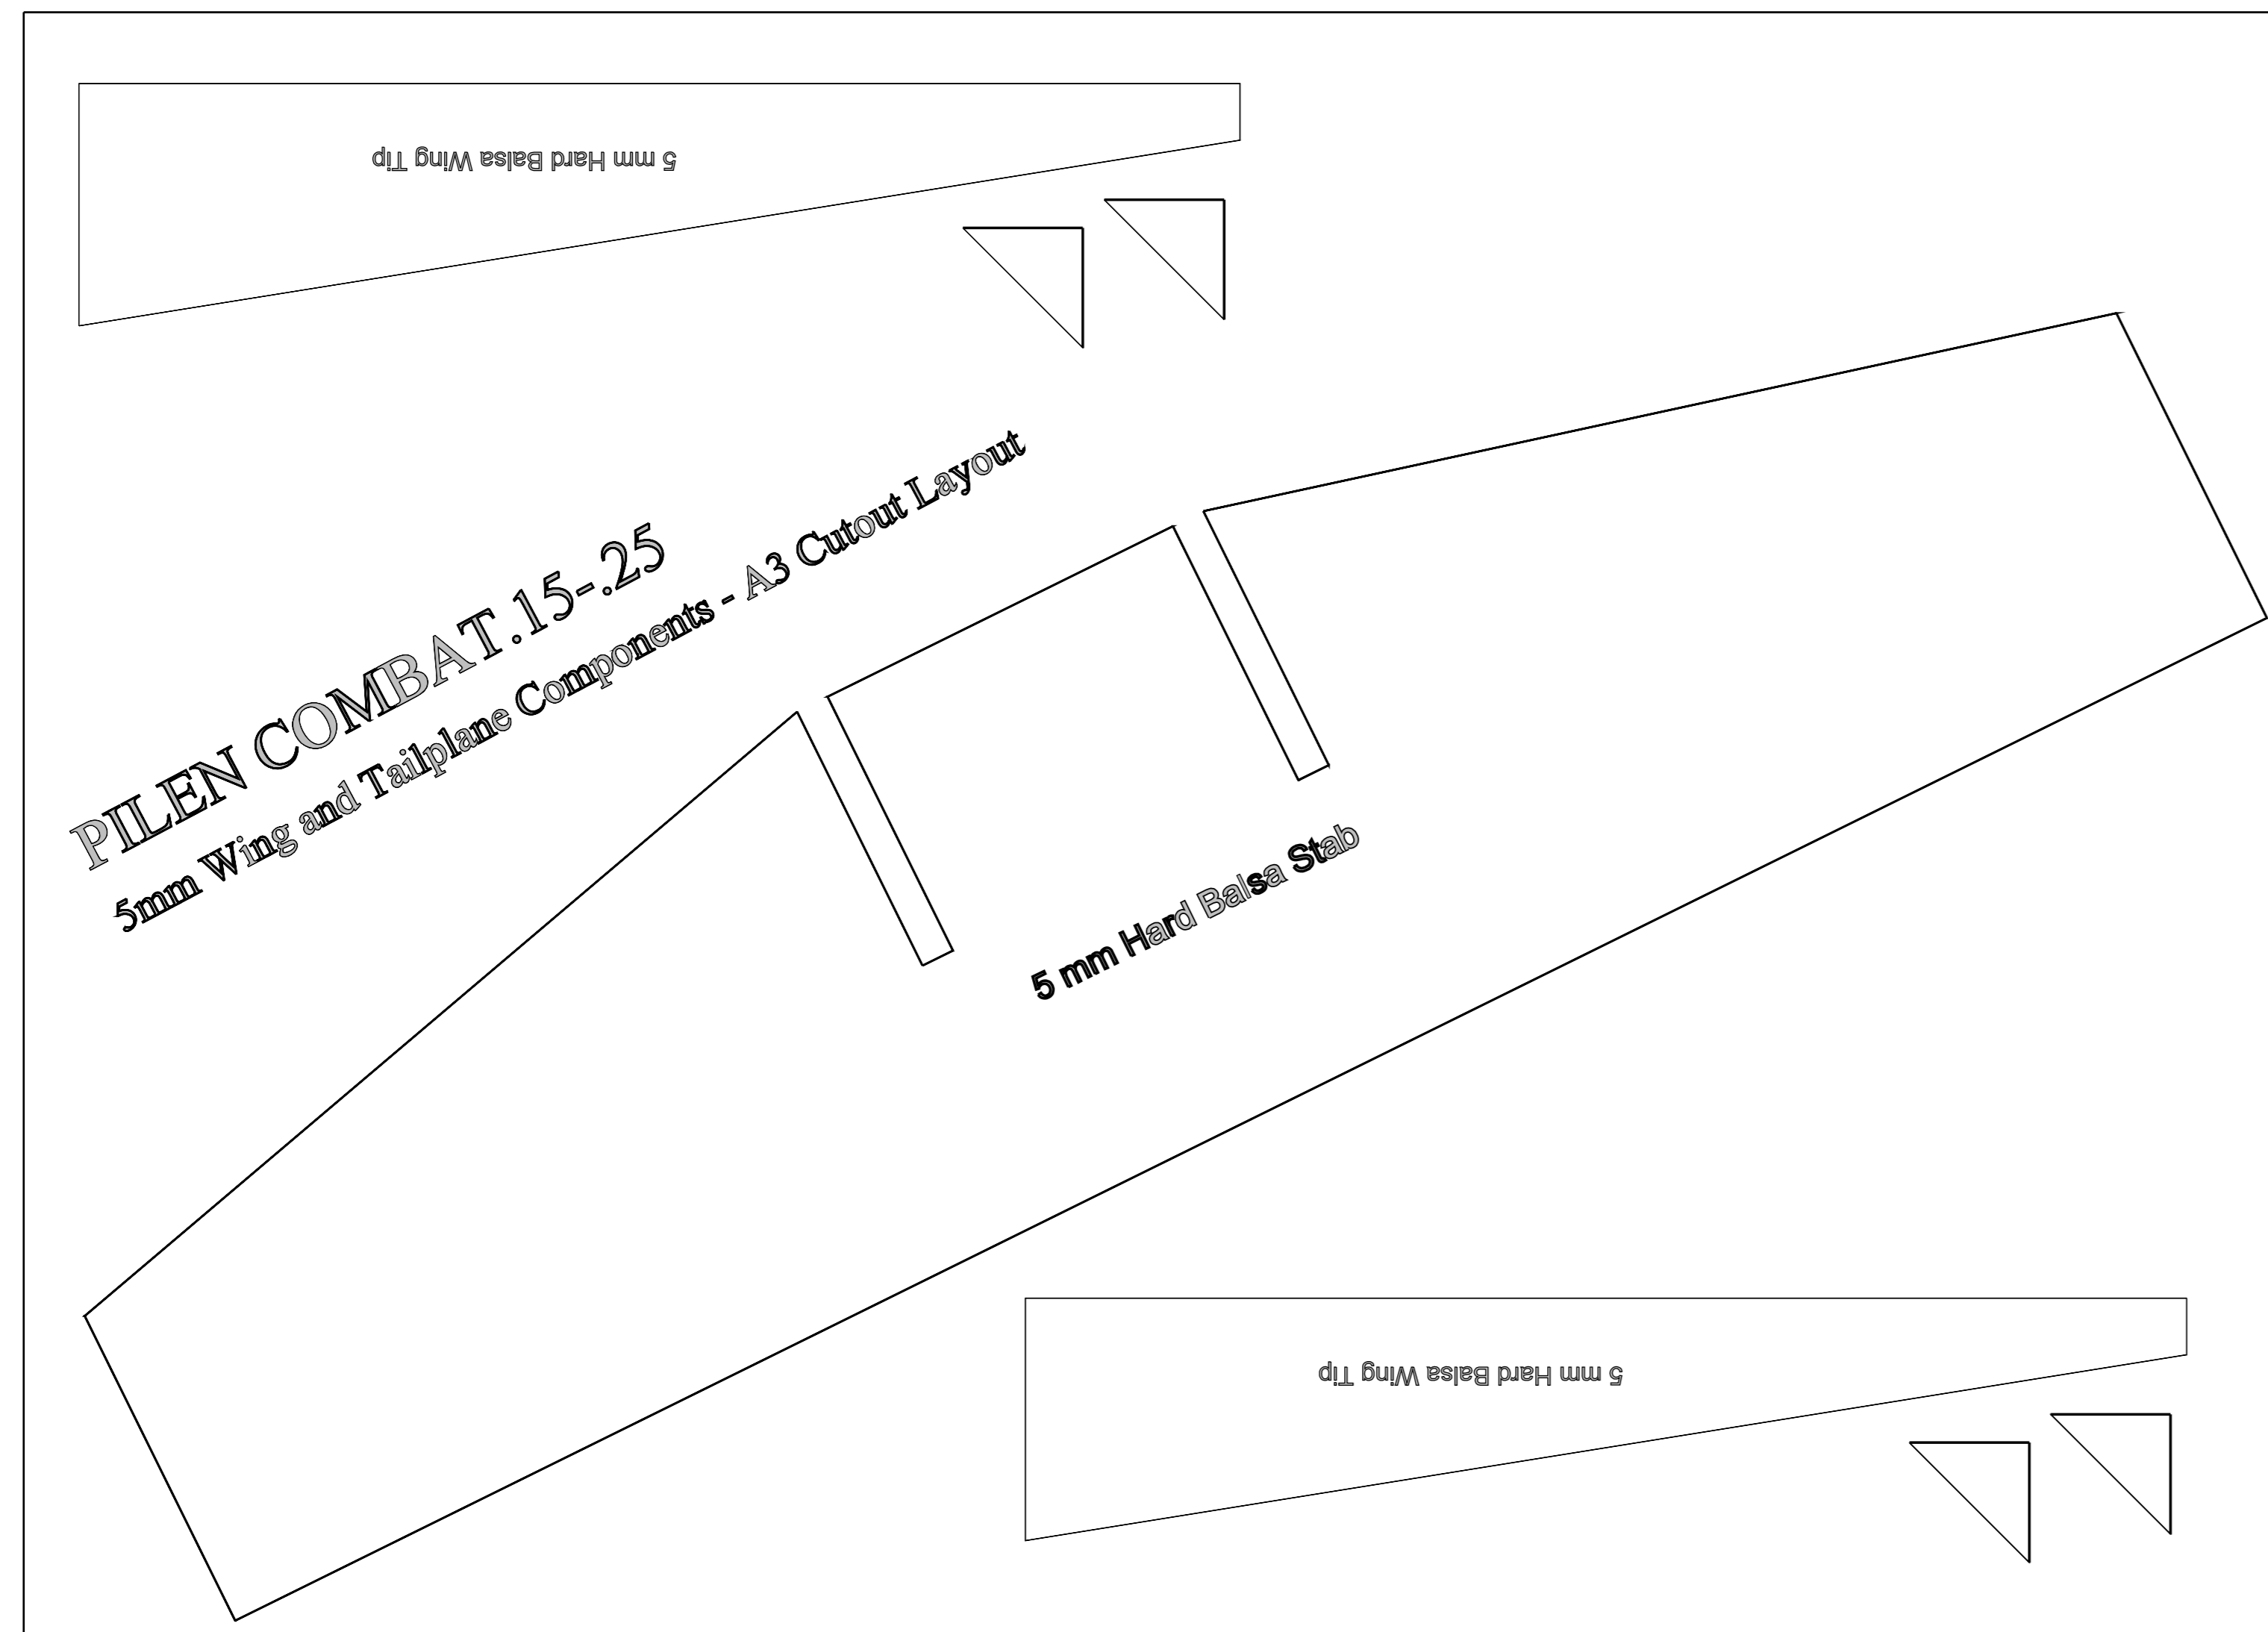 5 mm Hard Balsa Wing Tip
PILEN COMBAT .15-.25
5mm Wing and Tailplane Components - A3 Cutout Layout
5 mm Hard Balsa Stab
5 mm Hard Balsa Wing Tip